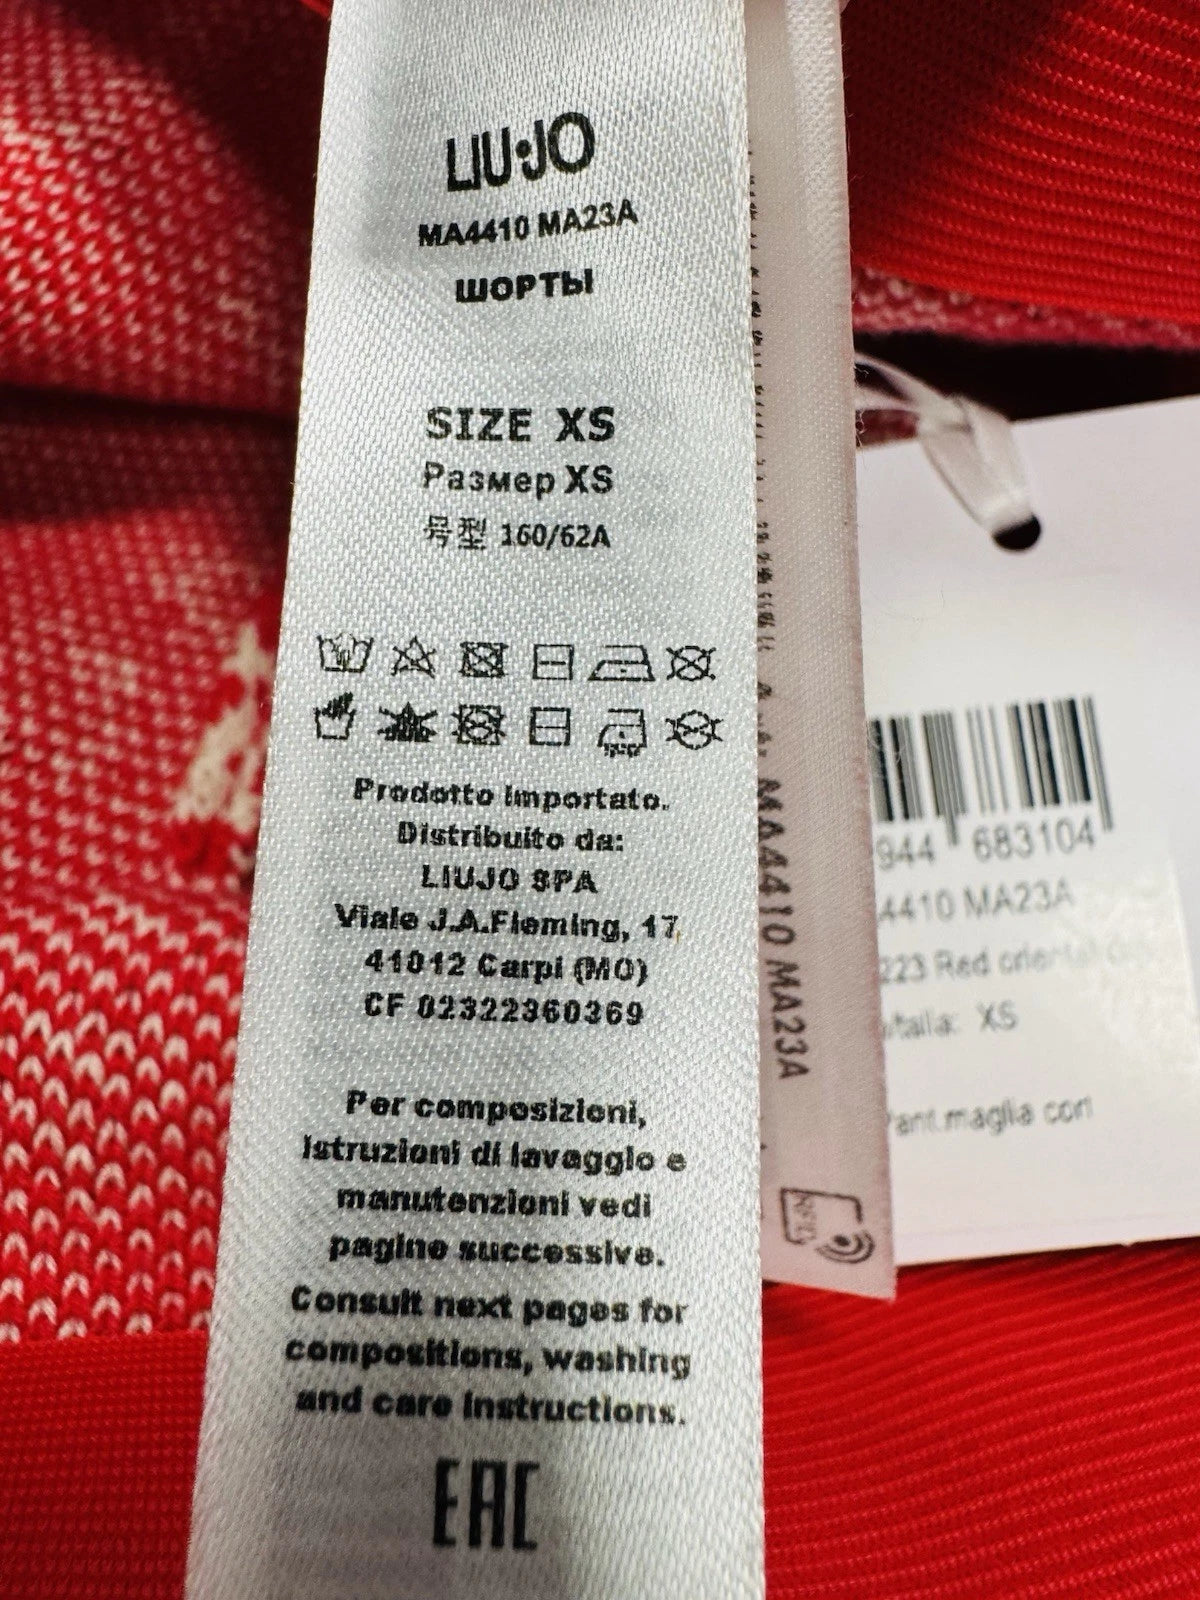 LIU·JO
MA4410 MA23A
ШОРТЫ
SIZE XS
Размер XS
号型 160/62A
Prodotto Importato.
Distribuito da:
LIUJO SPA
Viale J.A.Fleming, 17
41012 Carpi (MO)
CF 02322360369
Per composizioni,
istruzioni di lavaggio e
manutenzioni vedi
pagine successive.
Consult next pages for
compositions, washing
and care instructions.
EAC
MA4410 MA23A
944 683104
4410 MA23A
223 Red oriental
talla: XS
Pant.maglia cort